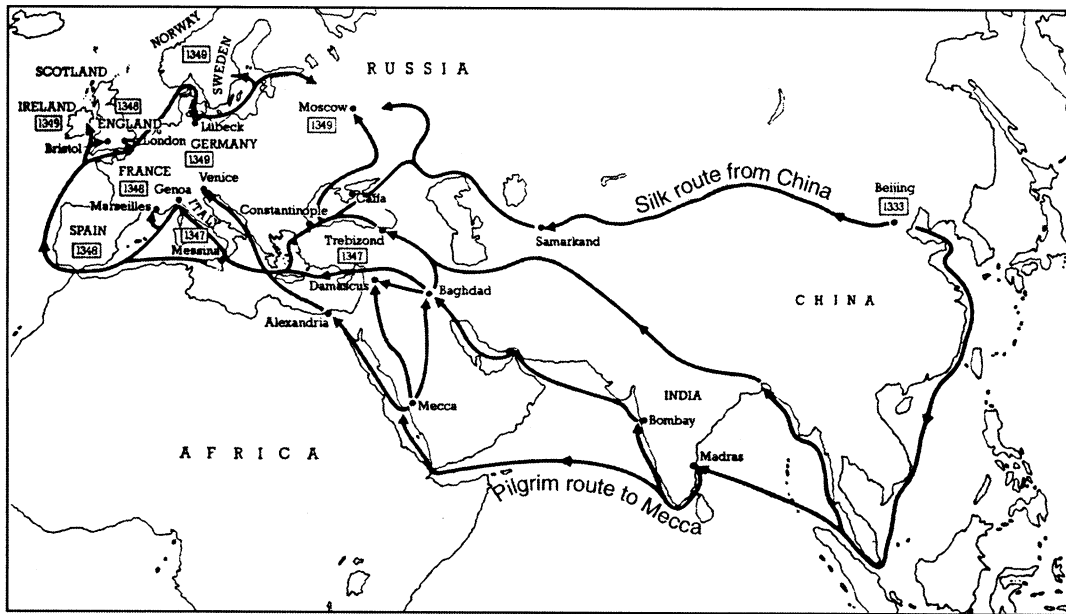 NORWAY
1349
SWEDEN
RUSSIA
SCOTLAND
IRELAND
1349
1348
ENGLAND
Bristol
London
Lübeck
GERMANY
1349
Moscow
1349
FRANCE
1348
Genoa
Venice
Marseilles
ITALY
1347
SPAIN
1348
Messina
Constantinople
Caffa
Trebizond
1347
Samarkand
Silk route from China
Beijing
1333
CHINA
Damascus
Baghdad
Alexandria
Mecca
INDIA
Bombay
Madras
AFRICA
Pilgrim route to Mecca